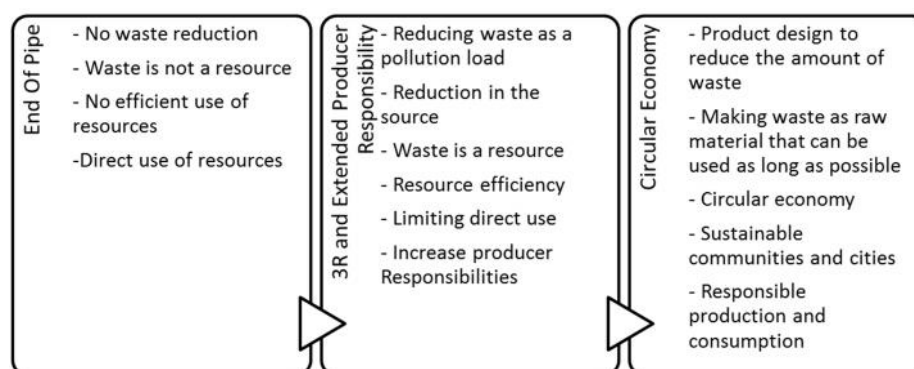 End Of Pipe
- No waste reduction
- Waste is not a resource
- No efficient use of
resources
-Direct use of resources
3R and Extended Producer
Responsibility
- Reducing waste as a
pollution load
- Reduction in the
source
- Waste is a resource
- Resource efficiency
- Limiting direct use
- Increase producer
Responsibilities
Circular Economy
- Product design to
reduce the amount of
waste
- Making waste as raw
material that can be
used as long as possible
- Circular economy
- Sustainable
communities and cities
- Responsible
production and
consumption